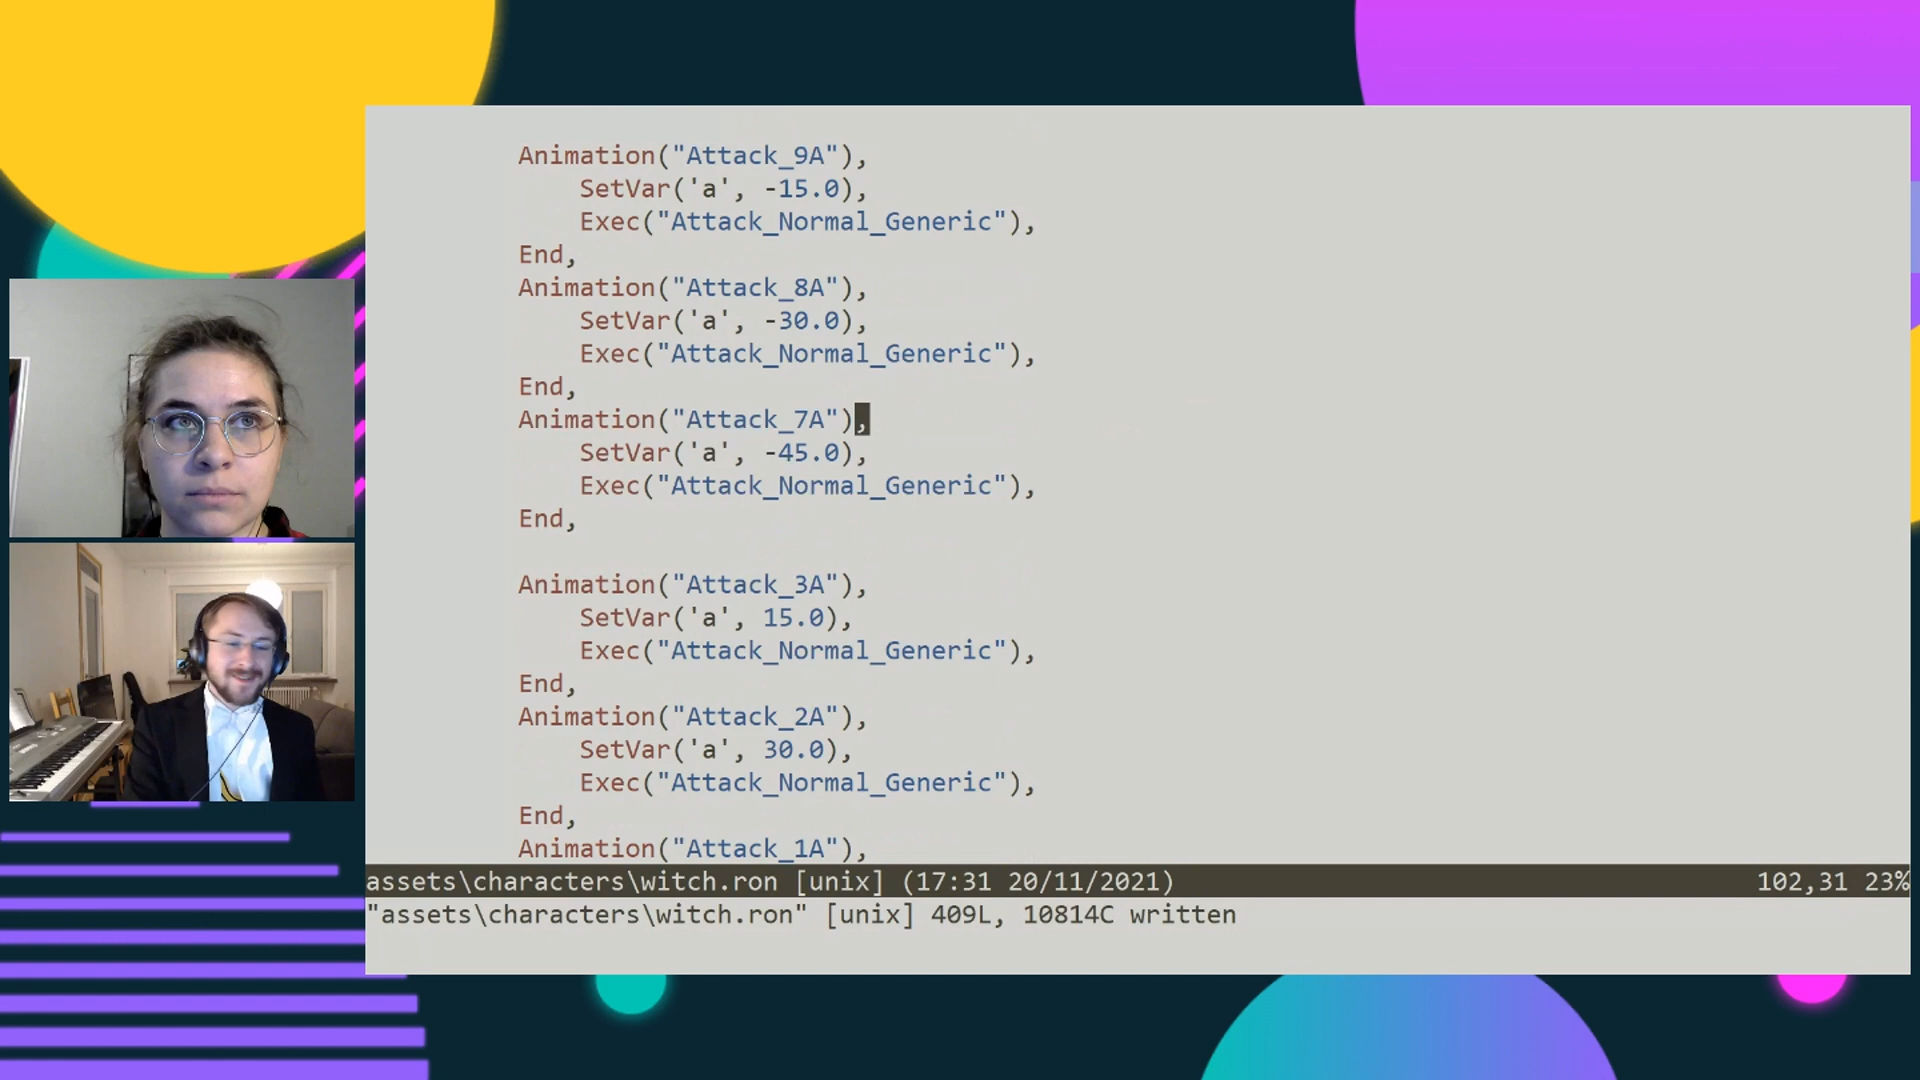 Animation("Attack_9A"),
SetVar('a', -15.0),
Exec("Attack_Normal_Generic"),
End,
Animation("Attack_8A"),
SetVar('a', -30.0),
Exec("Attack_Normal_Generic"),
End,
Animation("Attack_7A"),
SetVar('a', -45.0),
Exec("Attack_Normal_Generic"),
End,
Animation("Attack_3A"),
SetVar('a', 15.0),
Exec("Attack_Normal_Generic"),
End,
Animation("Attack_2A"),
SetVar('a', 30.0),
Exec("Attack_Normal_Generic"),
End,
Animation("Attack_1A"),
assets\characters\witch.ron [unix] (17:31 20/11/2021) 102,31 23%
"assets\characters\witch.ron" [unix] 409L, 10814C written